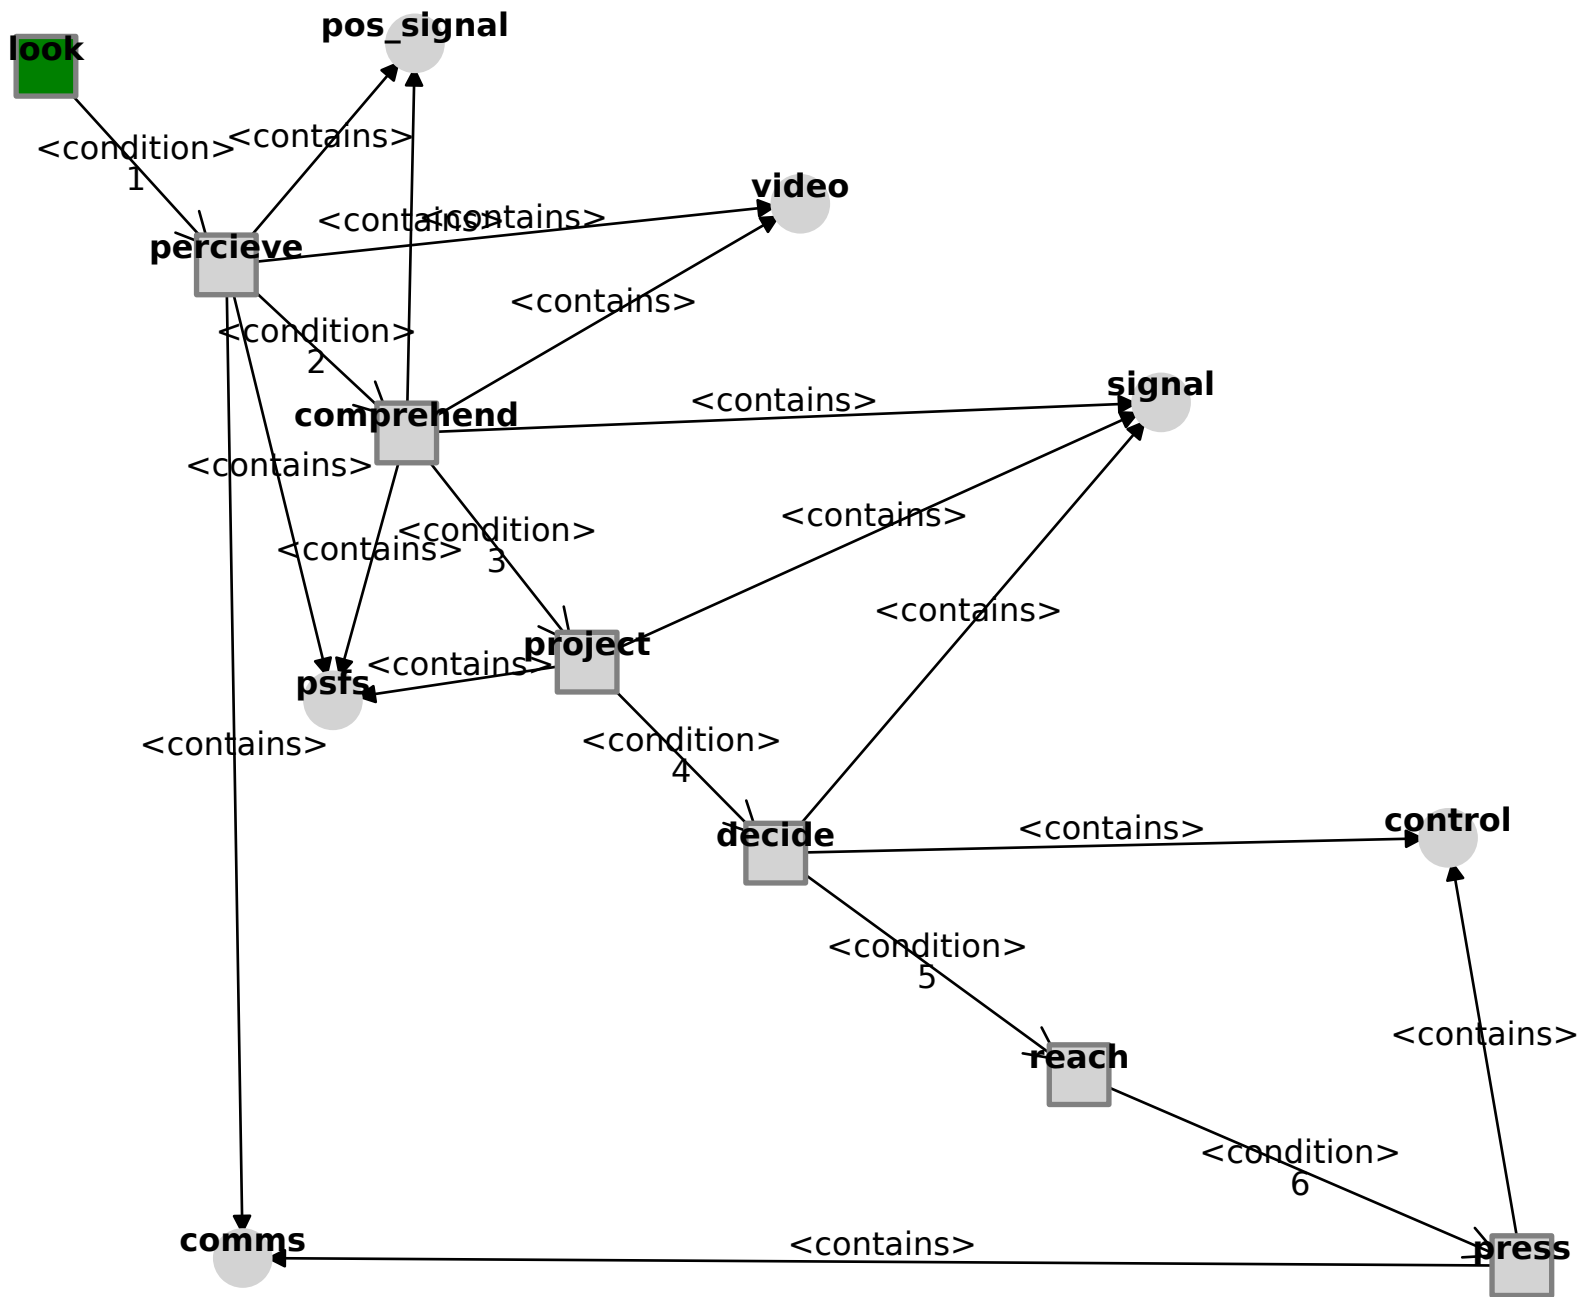 pos_signal
look
<contains>
<condition>
1
video
<contains>
<contains>
percieve
<contains>
<condition>
2
signal
<contains>
comprehend
<contains>
<contains>
<condition>
3
<contains>
<contains>
project
<contains>
psfs
<condition>
4
<contains>
control
<contains>
decide
<condition>
5
<contains>
reach
<condition>
6
comms
<contains>
press